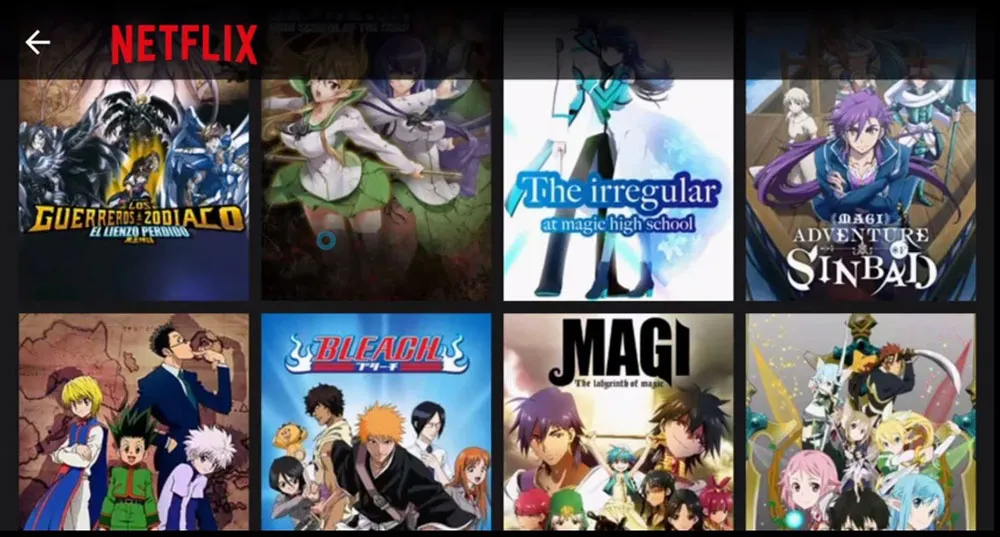 NETFLIX
LOS
GUERREROS DEL ZODIACO
EL LIENZO PERDIDO
The irregular
at magic high school
MAGI
ADVENTURE
OF
SINBAD
BLEACH
ブリーチ
MAGI
The labyrinth of magic